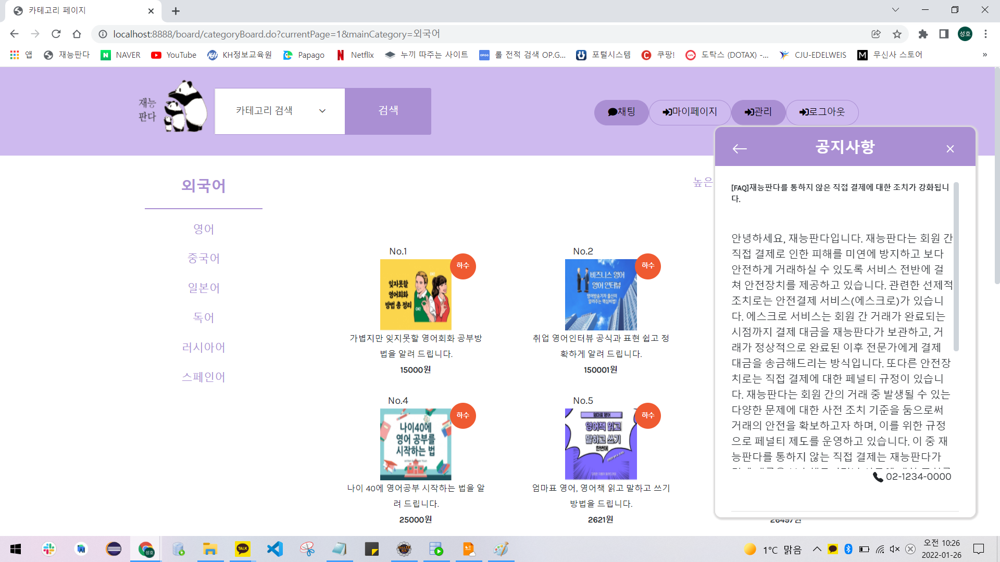 카테고리 페이지
localhost:8888/board/categoryBoard.do?currentPage=1&mainCategory=외국어
성호
앱
재능판다
NAVER
YouTube
KH정보교육원
Papago
Netflix
누끼 따주는 사이트
롤 전적 검색 OP.G...
포털시스템
쿠팡!
도탁스 (DOTAX) -...
CJU-EDELWEIS
무신사 스토어
»
재능
판다
카테고리 검색
검색
채팅
마이페이지
관리
로그아웃
외국어
영어
중국어
일본어
독어
러시아어
스페인어
높은
No.1
하수
잊지못할
영어회화
방법 총 정리
가볍지만 잊지못할 영어회화 공부방
법을 알려 드립니다.
15000원
No.2
하수
비즈니스 영어
영어 인터뷰
영어방송기자 출신이
알려주는 핵심비법!
취업 영어인터뷰 공식과 표현 쉽고 정
확하게 알려 드립니다.
150001원
No.4
하수
나이40에
영어 공부를
시작하는 법
나이 40에 영어공부 시작하는 법을 알
려 드립니다.
25000원
No.5
하수
엄마표 영어
영어책 읽고
말하고 쓰기
한번에
엄마표 영어, 영어책 읽고 말하고 쓰기
방법을 드립니다.
2621원
26497원
공지사항
[FAQ]재능판다를 통하지 않은 직접 결제에 대한 조치가 강화됩니
다.
안녕하세요, 재능판다입니다. 재능판다는 회원 간
직접 결제로 인한 피해를 미연에 방지하고 보다
안전하게 거래하실 수 있도록 서비스 전반에 걸
쳐 안전장치를 제공하고 있습니다. 관련한 선제적
조치로는 안전결제 서비스(에스크로)가 있습니
다. 에스크로 서비스는 회원 간 거래가 완료되는
시점까지 결제 대금을 재능판다가 보관하고, 거
래가 정상적으로 완료된 이후 전문가에게 결제
대금을 송금해드리는 방식입니다. 또다른 안전장
치로는 직접 결제에 대한 페널티 규정이 있습니
다. 재능판다는 회원 간의 거래 중 발생될 수 있는
다양한 문제에 대한 사전 조치 기준을 둠으로써
거래의 안전을 확보하고자 하며, 이를 위한 규정
으로 페널티 제도를 운영하고 있습니다. 이 중 재
능판다를 통하지 않는 직접 결제는 재능판다가
02-1234-0000
TALK
1°C 맑음
오전 10:26
2022-01-26